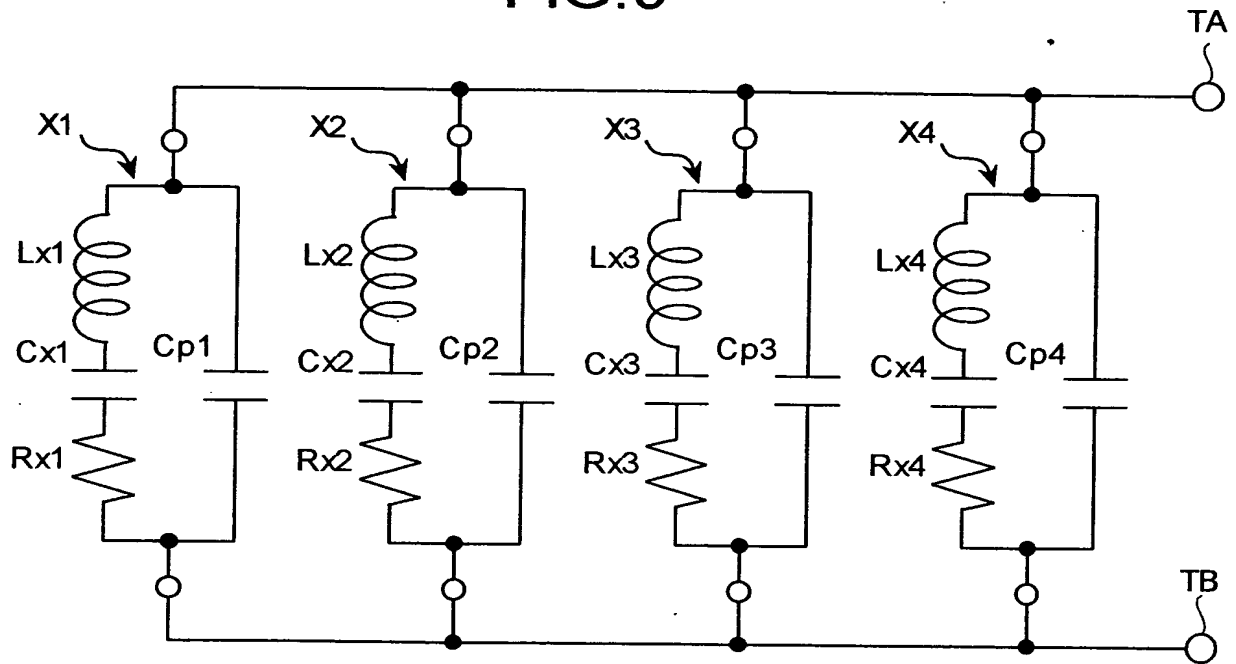 TA
X1
X2
X3
X4
Lx1
Lx2
Lx3
Lx4
Cx1
Cp1
Cx2
Cp2
Cx3
Cp3
Cx4
Cp4
Rx1
Rx2
Rx3
Rx4
TB